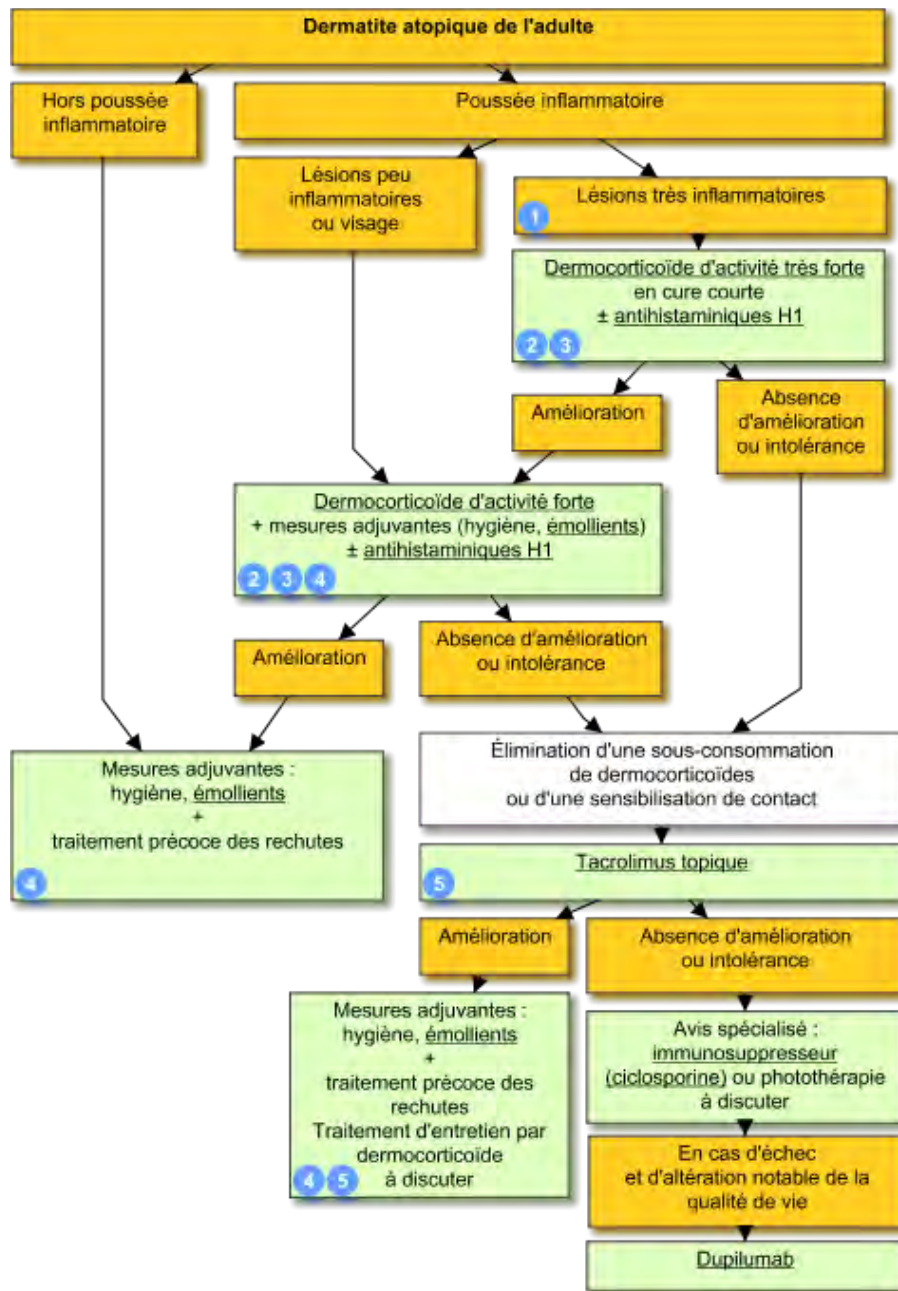 Dermatite atopique de l'adulte
Hors poussée
inflammatoire
Poussée inflammatoire
Lésions peu
inflammatoires
ou visage
Lésions très inflammatoires
1
Dermocorticoïde d'activité très forte
en cure courte
± antihistaminiques H1
2 3
Amélioration
Absence
d'amélioration
ou intolérance
Dermocorticoïde d'activité forte
+ mesures adjuvantes (hygiène, émollients)
± antihistaminiques H1
2 3 4
Amélioration
Absence d'amélioration
ou intolérance
Mesures adjuvantes :
hygiène, émollients
+
traitement précoce des rechutes
4
Élimination d'une sous-consommation
de dermocorticoïdes
ou d'une sensibilisation de contact
Tacrolimus topique
5
Amélioration
Absence d'amélioration
ou intolérance
Mesures adjuvantes :
hygiène, émollients
+
traitement précoce des
rechutes
Traitement d'entretien par
dermocorticoïde
à discuter
4 5
Avis spécialisé :
immunosuppresseur
(ciclosporine) ou photothérapie
à discuter
En cas d'échec
et d'altération notable de la
qualité de vie
Dupilumab